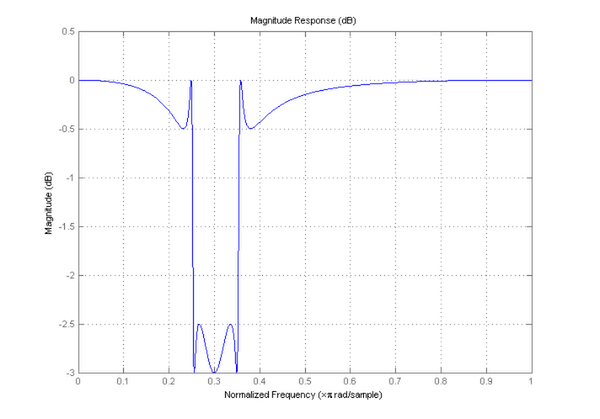 Magnitude Response (dB)
0.5
0
-0.5
-1
-1.5
-2
-2.5
-3
Magnitude (dB)
0 0.1 0.2 0.3 0.4 0.5 0.6 0.7 0.8 0.9 1
Normalized Frequency (×π rad/sample)